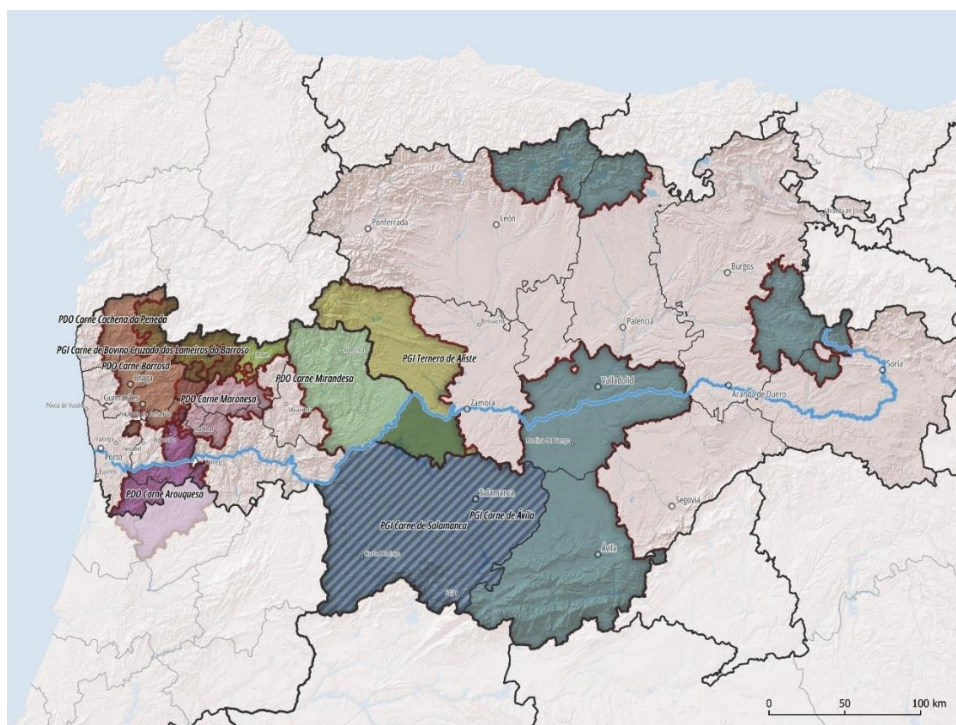 Ponferrada
León
Burgos
PDO Carne Cachena da Peneda
Palencia
PGI Carne de Bovino Cruzado dos Lameiros do Barroso
PGI Ternera de Aliste
PDO Carne Barrosã
Soria
PDO Carne Mirandesa
Braga
Valladolid
Aranda de Duero
Guimarães
PDO Carne Maronesa
Zamora
Porto
PDO Carne Arouquesa
Salamanca
Segovia
PGI Carne de Ávila
PGI Carne de Salamanca
Ávila
Ciudad Rodrigo
0 50 100 km